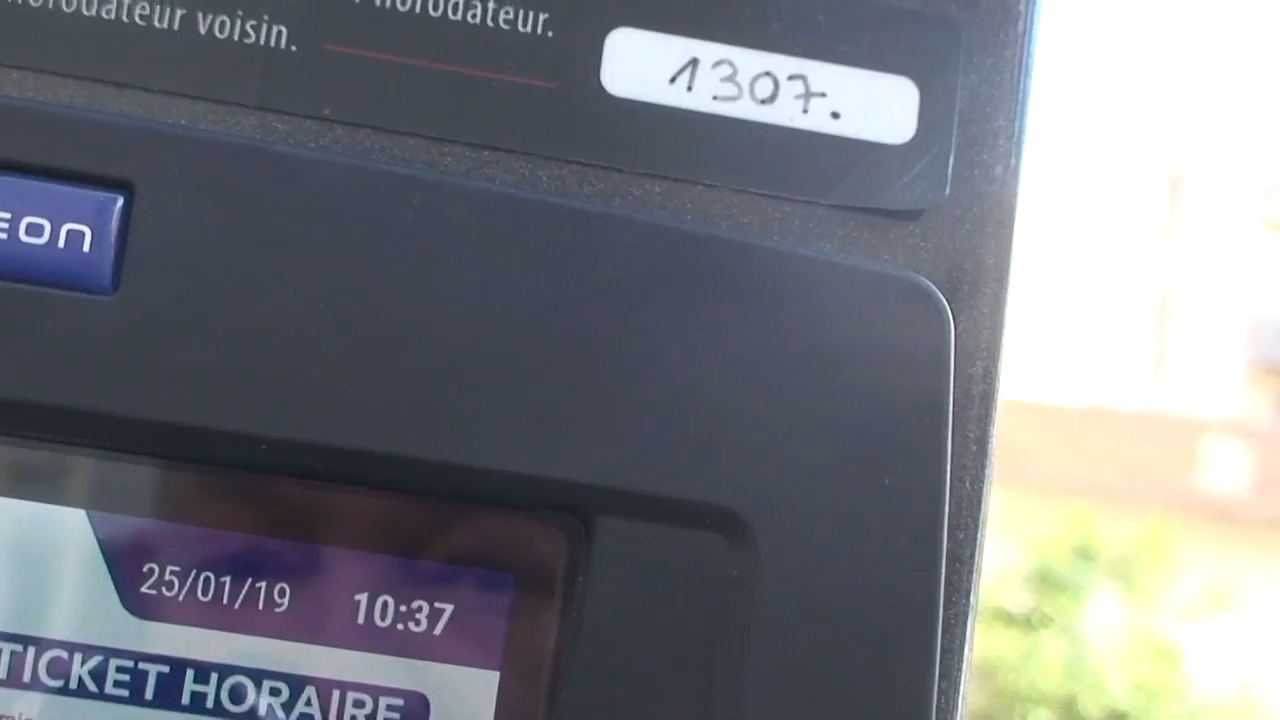 horodateur voisin.
horodateur.
1307.
EON
25/01/19 10:37
TICKET HORAIRE